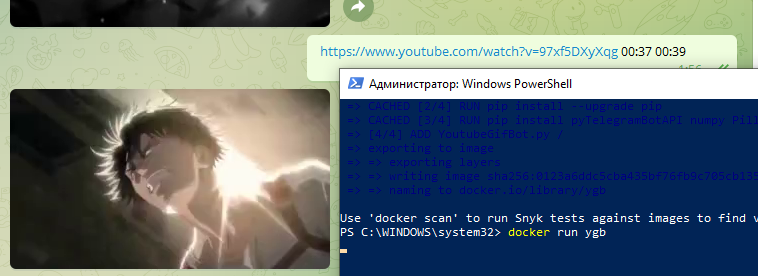 https://www.youtube.com/watch?v=97xf5DXyXqg 00:37 00:39
1:56
Администратор: Windows PowerShell
=> CACHED [2/4] RUN pip install --upgrade pip
=> CACHED [3/4] RUN pip install pyTelegramBotAPI numpy Pill
=> [4/4] ADD YoutubeGifBot.py /
=> exporting to image
=> => exporting layers
=> => writing image sha256:0123a6ddc5cba435bf76fb9c705cb135
=> => naming to docker.io/library/ygb
Use 'docker scan' to run Snyk tests against images to find v
PS C:\WINDOWS\system32> docker run ygb